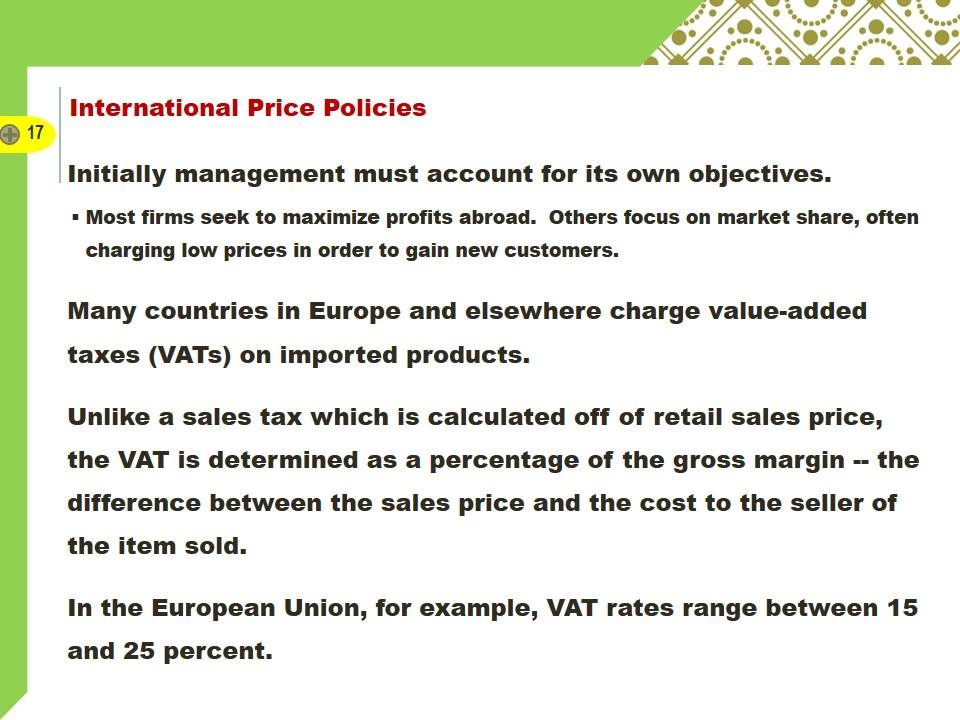 International Price Policies
17
Initially management must account for its own objectives.
▪ Most firms seek to maximize profits abroad.  Others focus on market share, often
charging low prices in order to gain new customers.
Many countries in Europe and elsewhere charge value-added
taxes (VATs) on imported products.
Unlike a sales tax which is calculated off of retail sales price,
the VAT is determined as a percentage of the gross margin -- the
difference between the sales price and the cost to the seller of
the item sold.
In the European Union, for example, VAT rates range between 15
and 25 percent.